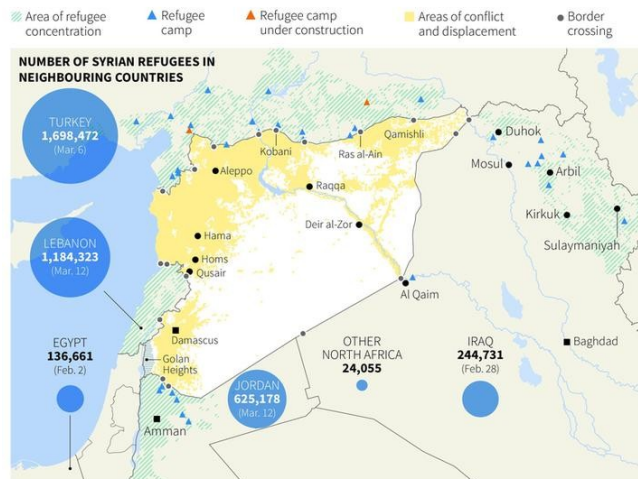 Area of refugee
concentration
Refugee
camp
Refugee camp
under construction
Areas of conflict
and displacement
Border
crossing
NUMBER OF SYRIAN REFUGEES IN
NEIGHBOURING COUNTRIES
TURKEY
1,698,472
(Mar. 6)
Kobani
Ras al-Ain
Qamishli
Duhok
Mosul
Arbil
Aleppo
Raqqa
Kirkuk
Deir al-Zor
Sulaymaniyah
LEBANON
1,184,323
(Mar. 12)
Hama
Homs
Qusair
Al Qaim
EGYPT
136,661
(Feb. 2)
Damascus
Golan
Heights
OTHER
NORTH AFRICA
24,055
IRAQ
244,731
(Feb. 28)
Baghdad
JORDAN
625,178
(Mar. 12)
Amman